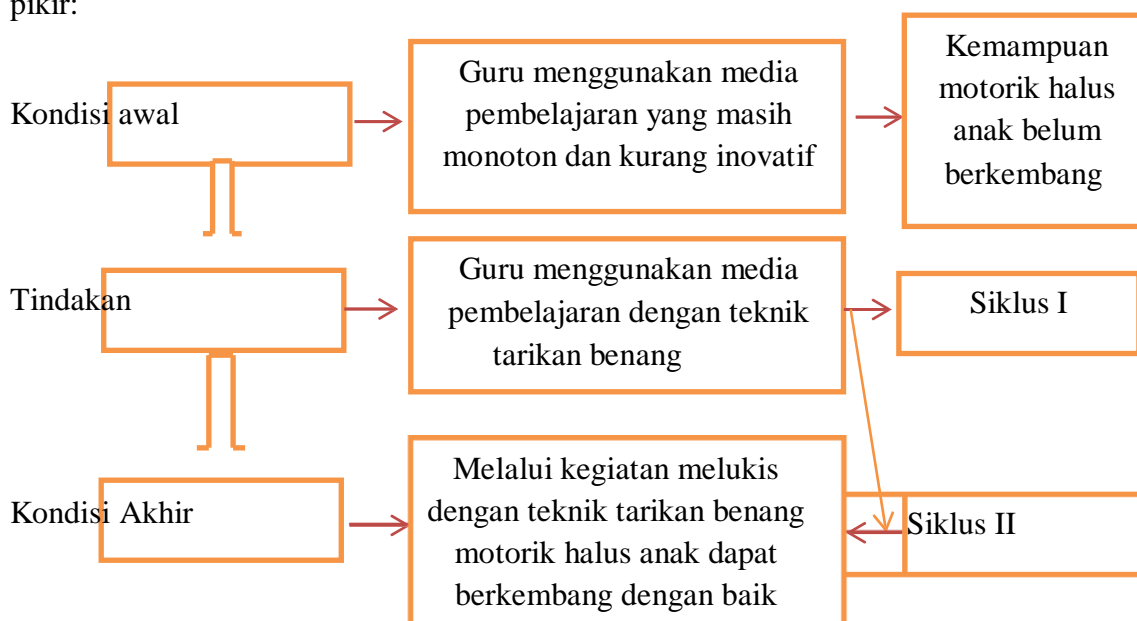 pikir:
Kondisi awal
Guru menggunakan media
pembelajaran yang masih
monoton dan kurang inovatif
Kemampuan
motorik halus
anak belum
berkembang
Tindakan
Guru menggunakan media
pembelajaran dengan teknik
tarikan benang
Siklus I
Kondisi Akhir
Melalui kegiatan melukis
dengan teknik tarikan benang
motorik halus anak dapat
berkembang dengan baik
Siklus II